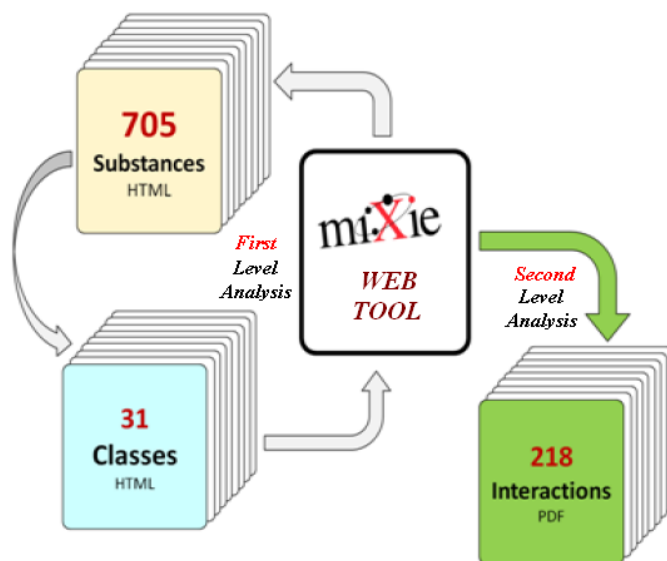 705
Substances
HTML
First
Level
Analysis
miXie
WEB
TOOL
Second
Level
Analysis
31
Classes
HTML
218
Interactions
PDF